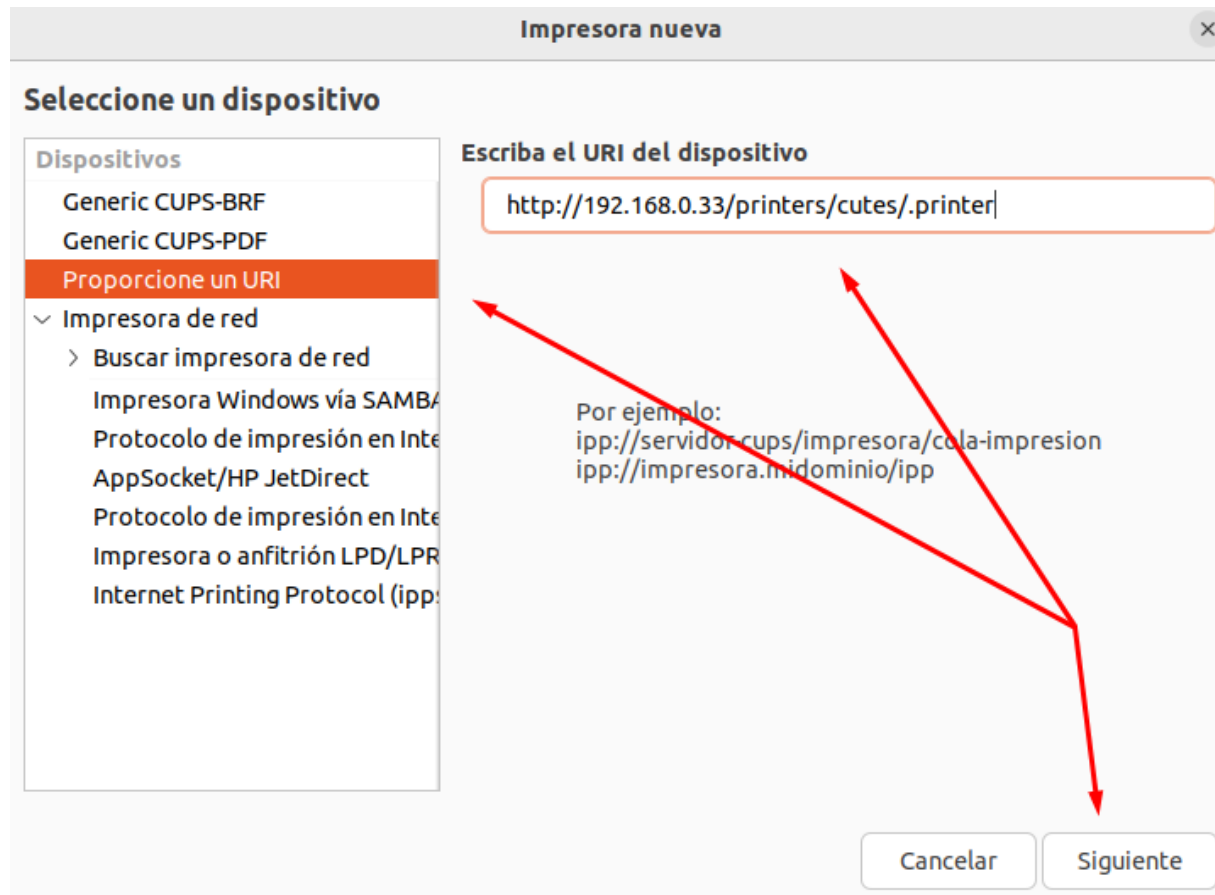 Impresora nueva
Seleccione un dispositivo
Dispositivos
Generic CUPS-BRF
Generic CUPS-PDF
Proporcione un URI
Impresora de red
Buscar impresora de red
Impresora Windows vía SAMBA
Protocolo de impresión en Inte
AppSocket/HP JetDirect
Protocolo de impresión en Inte
Impresora o anfitrión LPD/LPR
Internet Printing Protocol (ipps
Escriba el URI del dispositivo
http://192.168.0.33/printers/cutes/.printer
Por ejemplo:
ipp://servidor-cups/impresora/cola-impresion
ipp://impresora.midominio/ipp
Cancelar
Siguiente